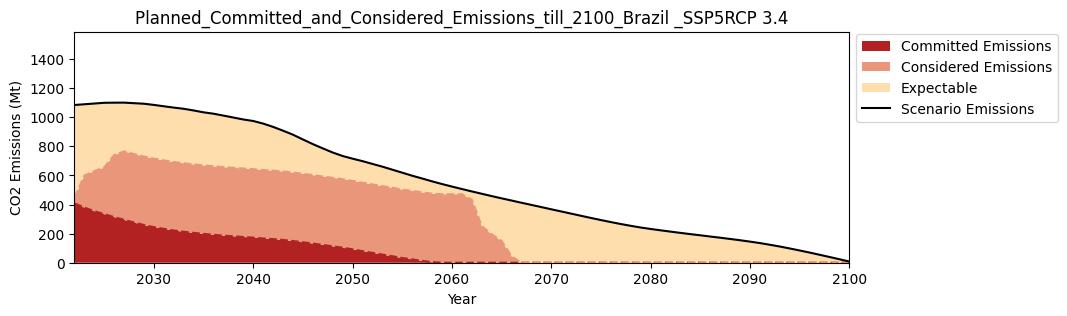 Planned_Committed_and_Considered_Emissions_till_2100_Brazil _SSP5RCP 3.4
1400
1200
1000
800
600
400
200
0
CO2 Emissions (Mt)
2030 2040 2050 2060 2070 2080 2090 2100
Year
Committed Emissions
Considered Emissions
Expectable
Scenario Emissions